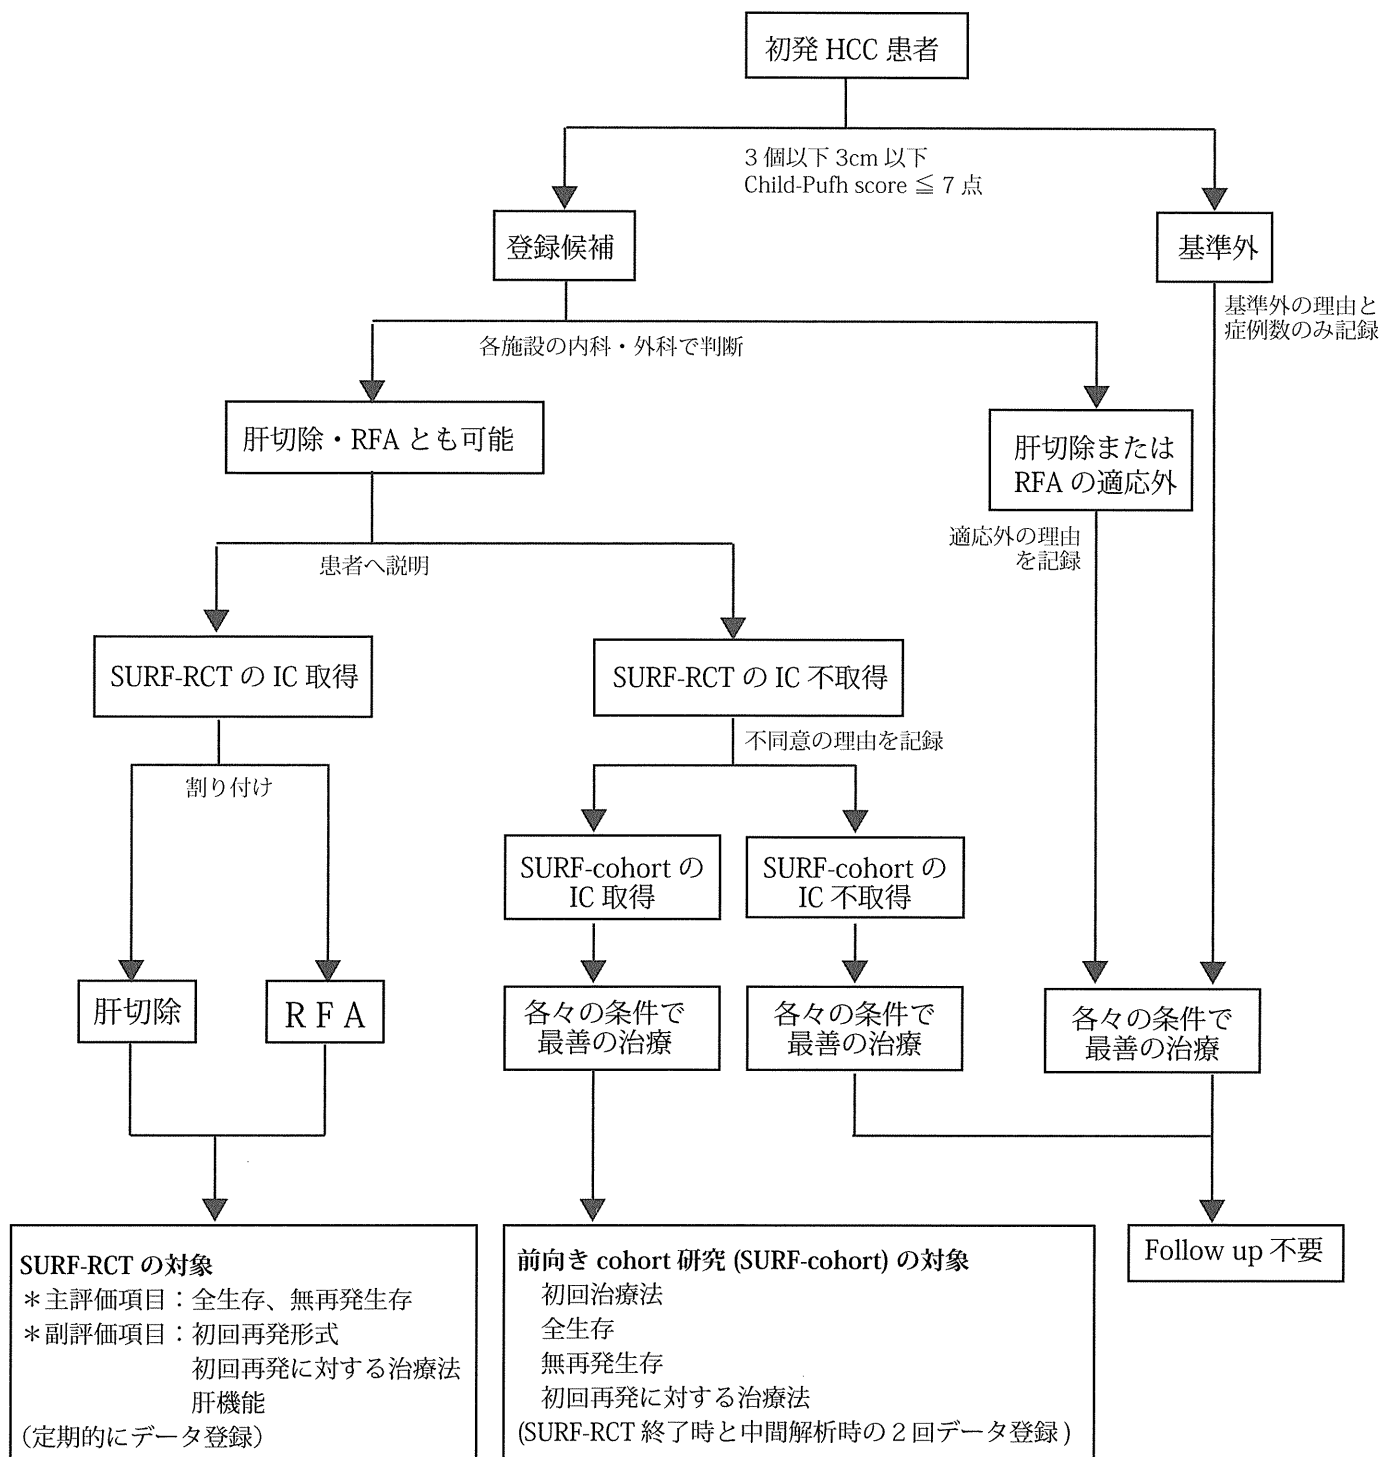 初発 HCC 患者
3 個以下 3cm 以下
Child-Pufh score ≦ 7 点
登録候補
基準外
基準外の理由と
症例数のみ記録
各施設の内科・外科で判断
肝切除・RFA とも可能
肝切除または
RFA の適応外
適応外の理由
を記録
患者へ説明
SURF-RCT の IC 取得
SURF-RCT の IC 不取得
不同意の理由を記録
割り付け
SURF-cohort の
IC 取得
SURF-cohort の
IC 不取得
肝切除
R F A
各々の条件で
最善の治療
各々の条件で
最善の治療
各々の条件で
最善の治療
SURF-RCT の対象
＊主評価項目：全生存、無再発生存
＊副評価項目：初回再発形式
初回再発に対する治療法
肝機能
（定期的にデータ登録）
前向き cohort 研究 (SURF-cohort) の対象
初回治療法
全生存
無再発生存
初回再発に対する治療法
(SURF-RCT 終了時と中間解析時の 2 回データ登録 )
Follow up 不要